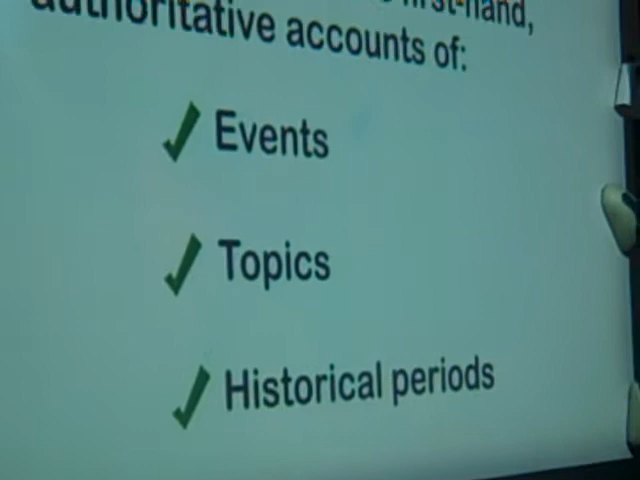 first-hand,
authoritative accounts of:
Events
Topics
Historical periods